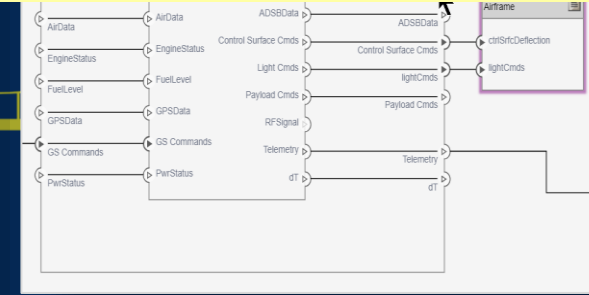 ADSBData
Airframe
AirData
AirData
ADSBData
Control Surface Cmds
ctrlSrfcDeflection
EngineStatus
EngineStatus
Control Surface Cmds
Light Cmds
lightCmds
FuelLevel
FuelLevel
lightCmds
Payload Cmds
Payload Cmds
GPSData
GPSData
RFSignal
GS Commands
GS Commands
Telemetry
Telemetry
PwrStatus
PwrStatus
dT
dT